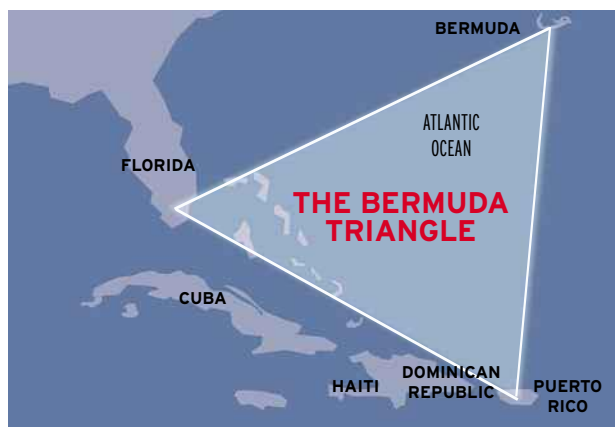 BERMUDA
ATLANTIC
OCEAN
FLORIDA
THE BERMUDA
TRIANGLE
CUBA
HAITI
DOMINICAN
REPUBLIC
PUERTO
RICO